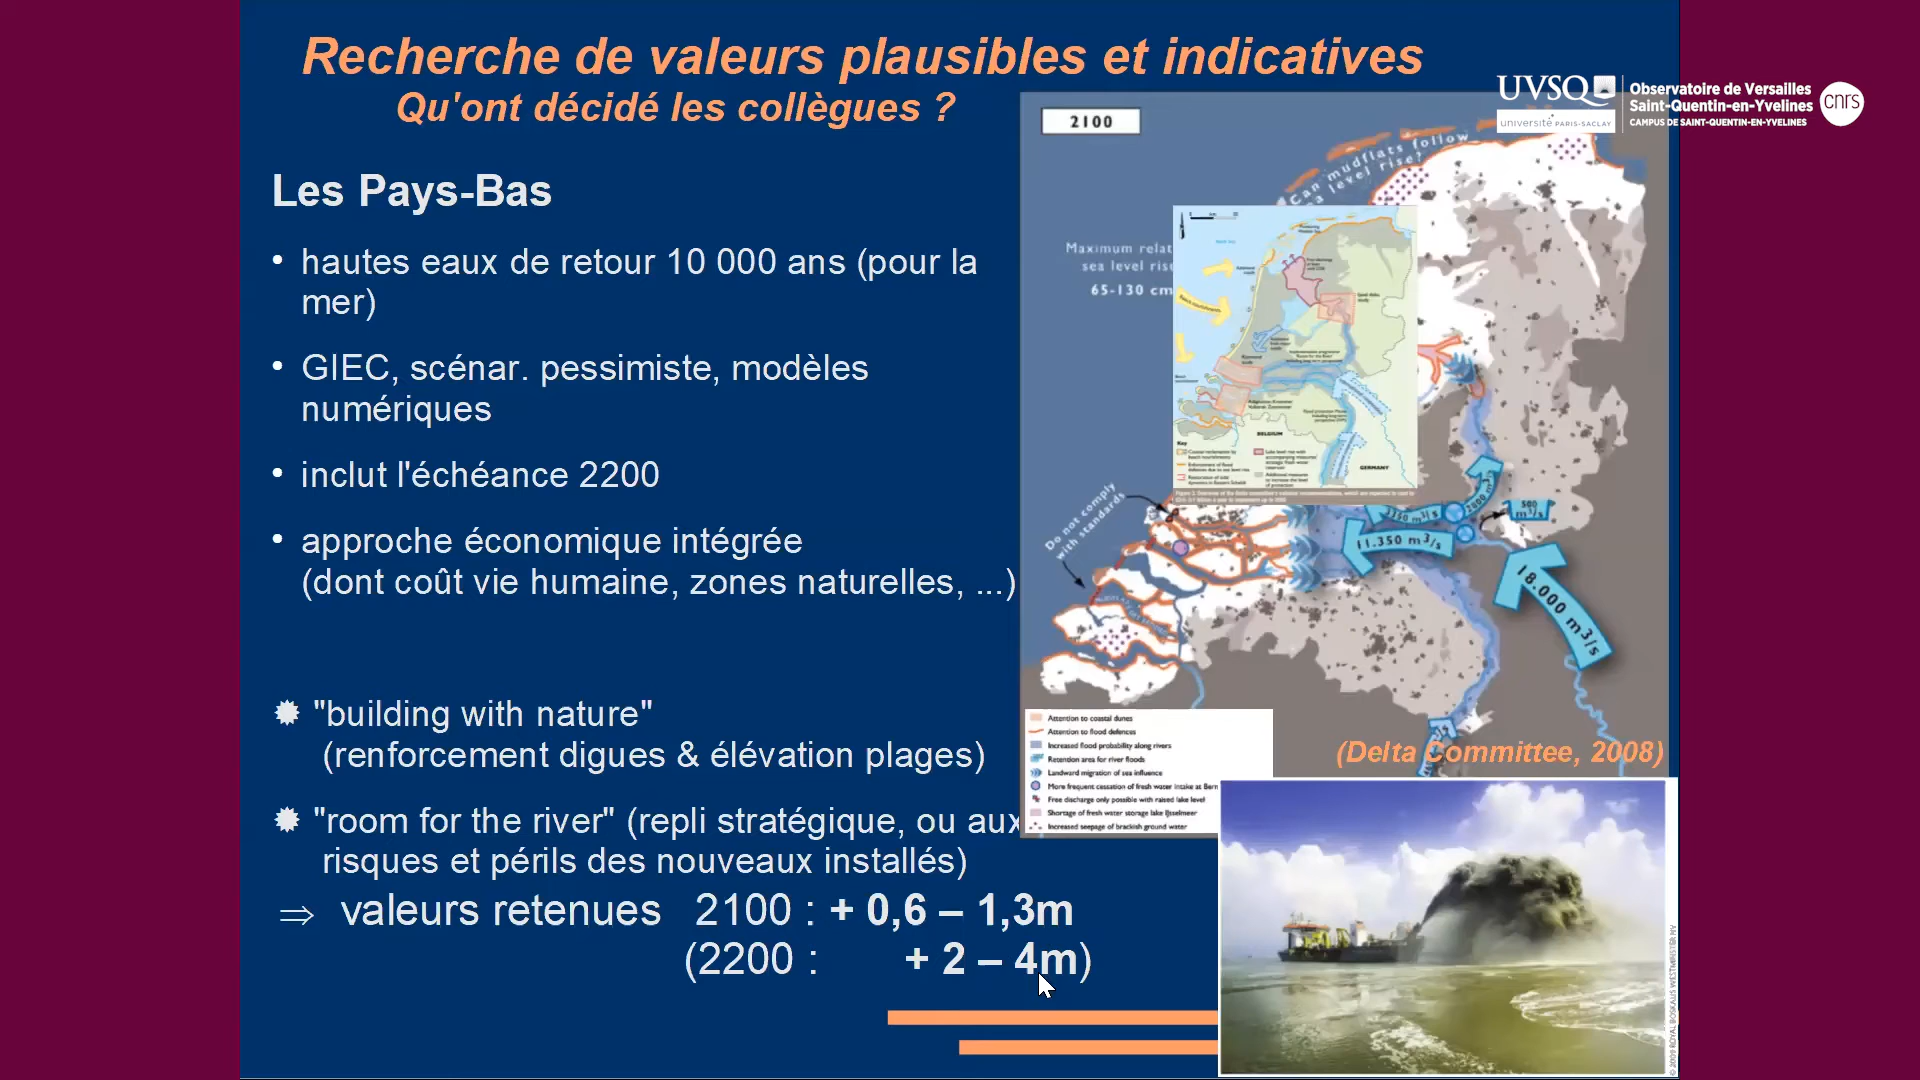 Recherche de valeurs plausibles et indicatives
Qu'ont décidé les collègues ?
UVSQ
université PARIS-SACLAY
Observatoire de Versailles
Saint-Quentin-en-Yvelines
CAMPUS DE SAINT-QUENTIN-EN-YVELINES
cnrs
Les Pays-Bas
• hautes eaux de retour 10 000 ans (pour la
mer)
• GIEC, scénar. pessimiste, modèles
numériques
• inclut l'échéance 2200
• approche économique intégrée
(dont coût vie humaine, zones naturelles, ...)
"building with nature"
(renforcement digues & élévation plages)
"room for the river" (repli stratégique, ou aux
risques et périls des nouveaux installés)
⇒ valeurs retenues 2100 : + 0,6 – 1,3m
(2200 : + 2 – 4m)
2100
Can mudflats follow
sea level rise?
Maximum relat
sea level rise
65-130 cm
Do not comply
with standards
BELGIUM
GERMANY
Key
500
m³/s
11.350 m³/s
18.000 m³/s
(Delta Committee, 2008)
Attention to coastal dunes
Attention to flood defences
Increased flood probability along rivers
Retention area for river floods
Landward migration of sea influence
More frequent cessation of fresh water intake at Bern
Free discharge only possible with raised lake level
Shortage of fresh water storage lake IJsselmeer
Increased seepage of brackish ground water